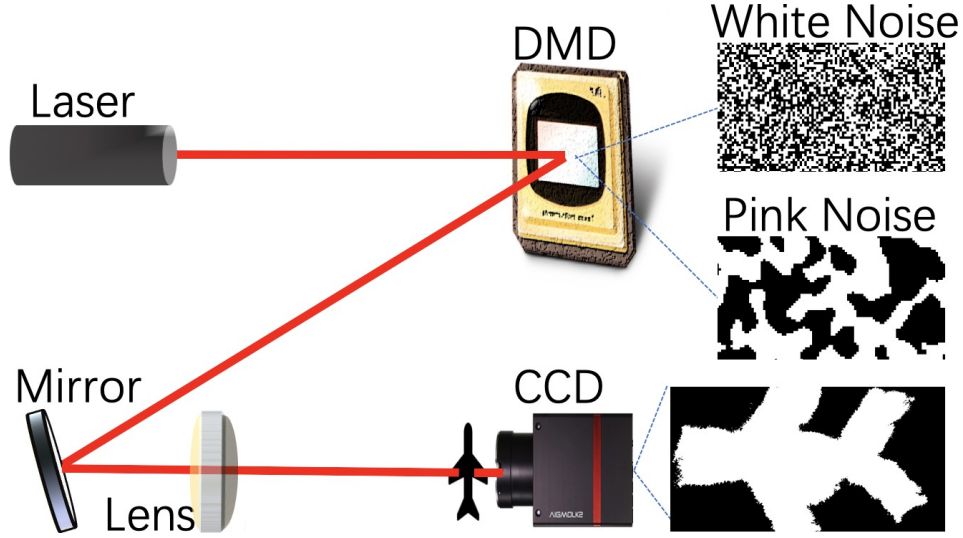 White Noise
DMD
Laser
Pink Noise
Mirror
CCD
Lens